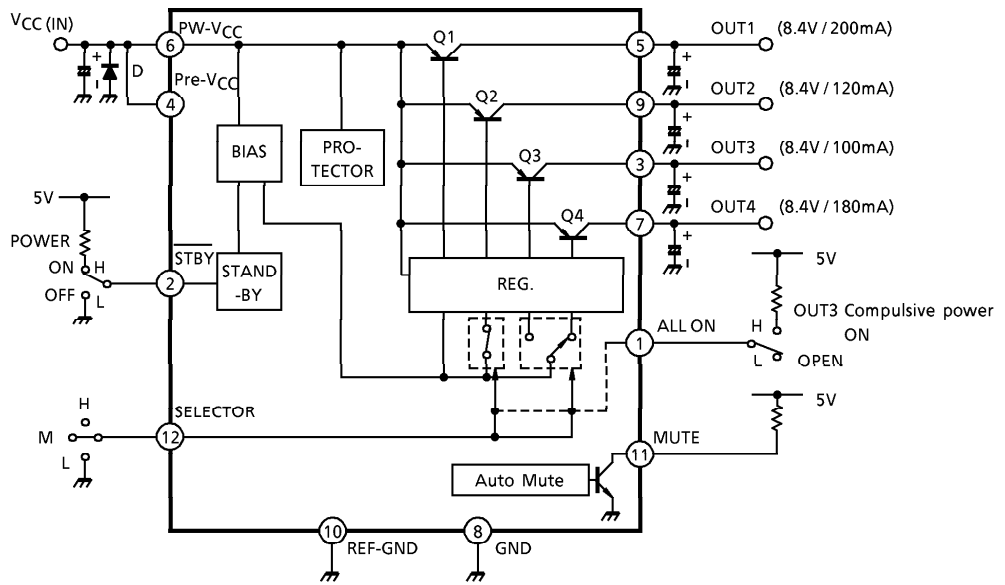 VCC (IN)
PW-VCC
6
D
Pre-VCC
4
Q1
5
OUT1 (8.4V / 200mA)
Q2
9
OUT2 (8.4V / 120mA)
BIAS
PRO-
TECTOR
Q3
3
OUT3 (8.4V / 100mA)
Q4
7
OUT4 (8.4V / 180mA)
5V
POWER
ON H
OFF L
STBY
2
STAND
-BY
REG.
5V
OUT3 Compulsive power
ON
ALL ON
1
H
L
OPEN
5V
SELECTOR
12
H
M
L
MUTE
11
Auto Mute
10
REF-GND
8
GND
+
+
+
+
+